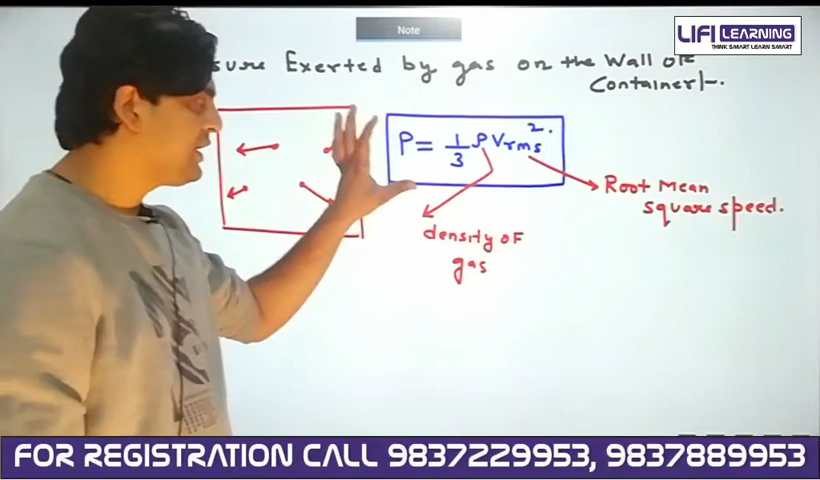 Note
LIFI LEARNING
THINK SMART LEARN SMART
Exerted by gas on the Wall of
Container :-
P = 1/3 ρ Vrms².
Root Mean
square speed.
density of
gas
FOR REGISTRATION CALL 9837229953, 9837889953